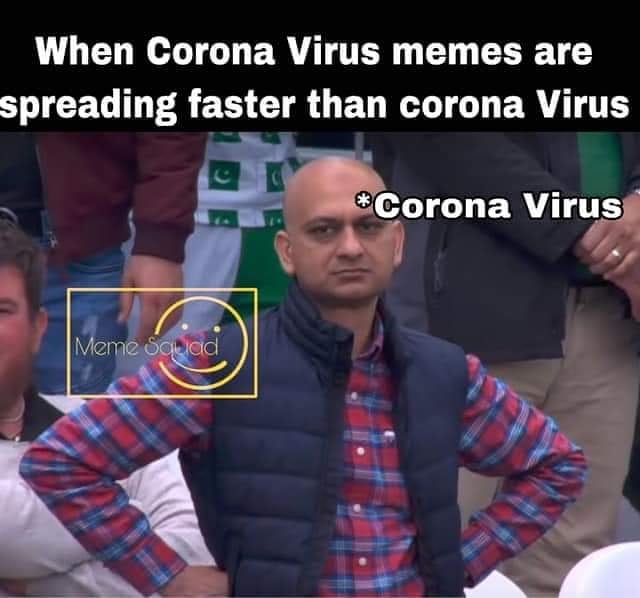 When Corona Virus memes are
spreading faster than corona Virus
*Corona Virus
Meme Squad